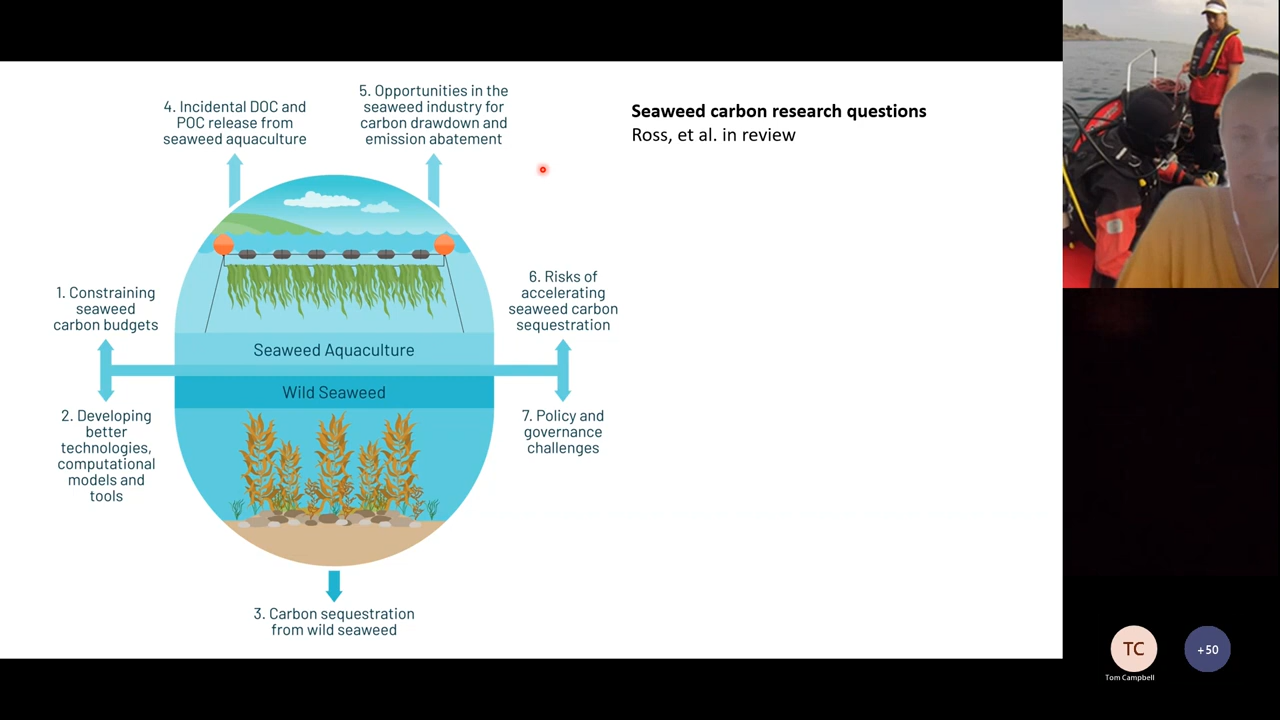 4. Incidental DOC and
POC release from
seaweed aquaculture
5. Opportunities in the
seaweed industry for
carbon drawdown and
emission abatement
Seaweed carbon research questions
Ross, et al. in review
1. Constraining
seaweed
carbon budgets
6. Risks of
accelerating
seaweed carbon
sequestration
Seaweed Aquaculture
Wild Seaweed
2. Developing
better
technologies,
computational
models and
tools
7. Policy and
governance
challenges
3. Carbon sequestration
from wild seaweed
TC
+50
Tom Campbell